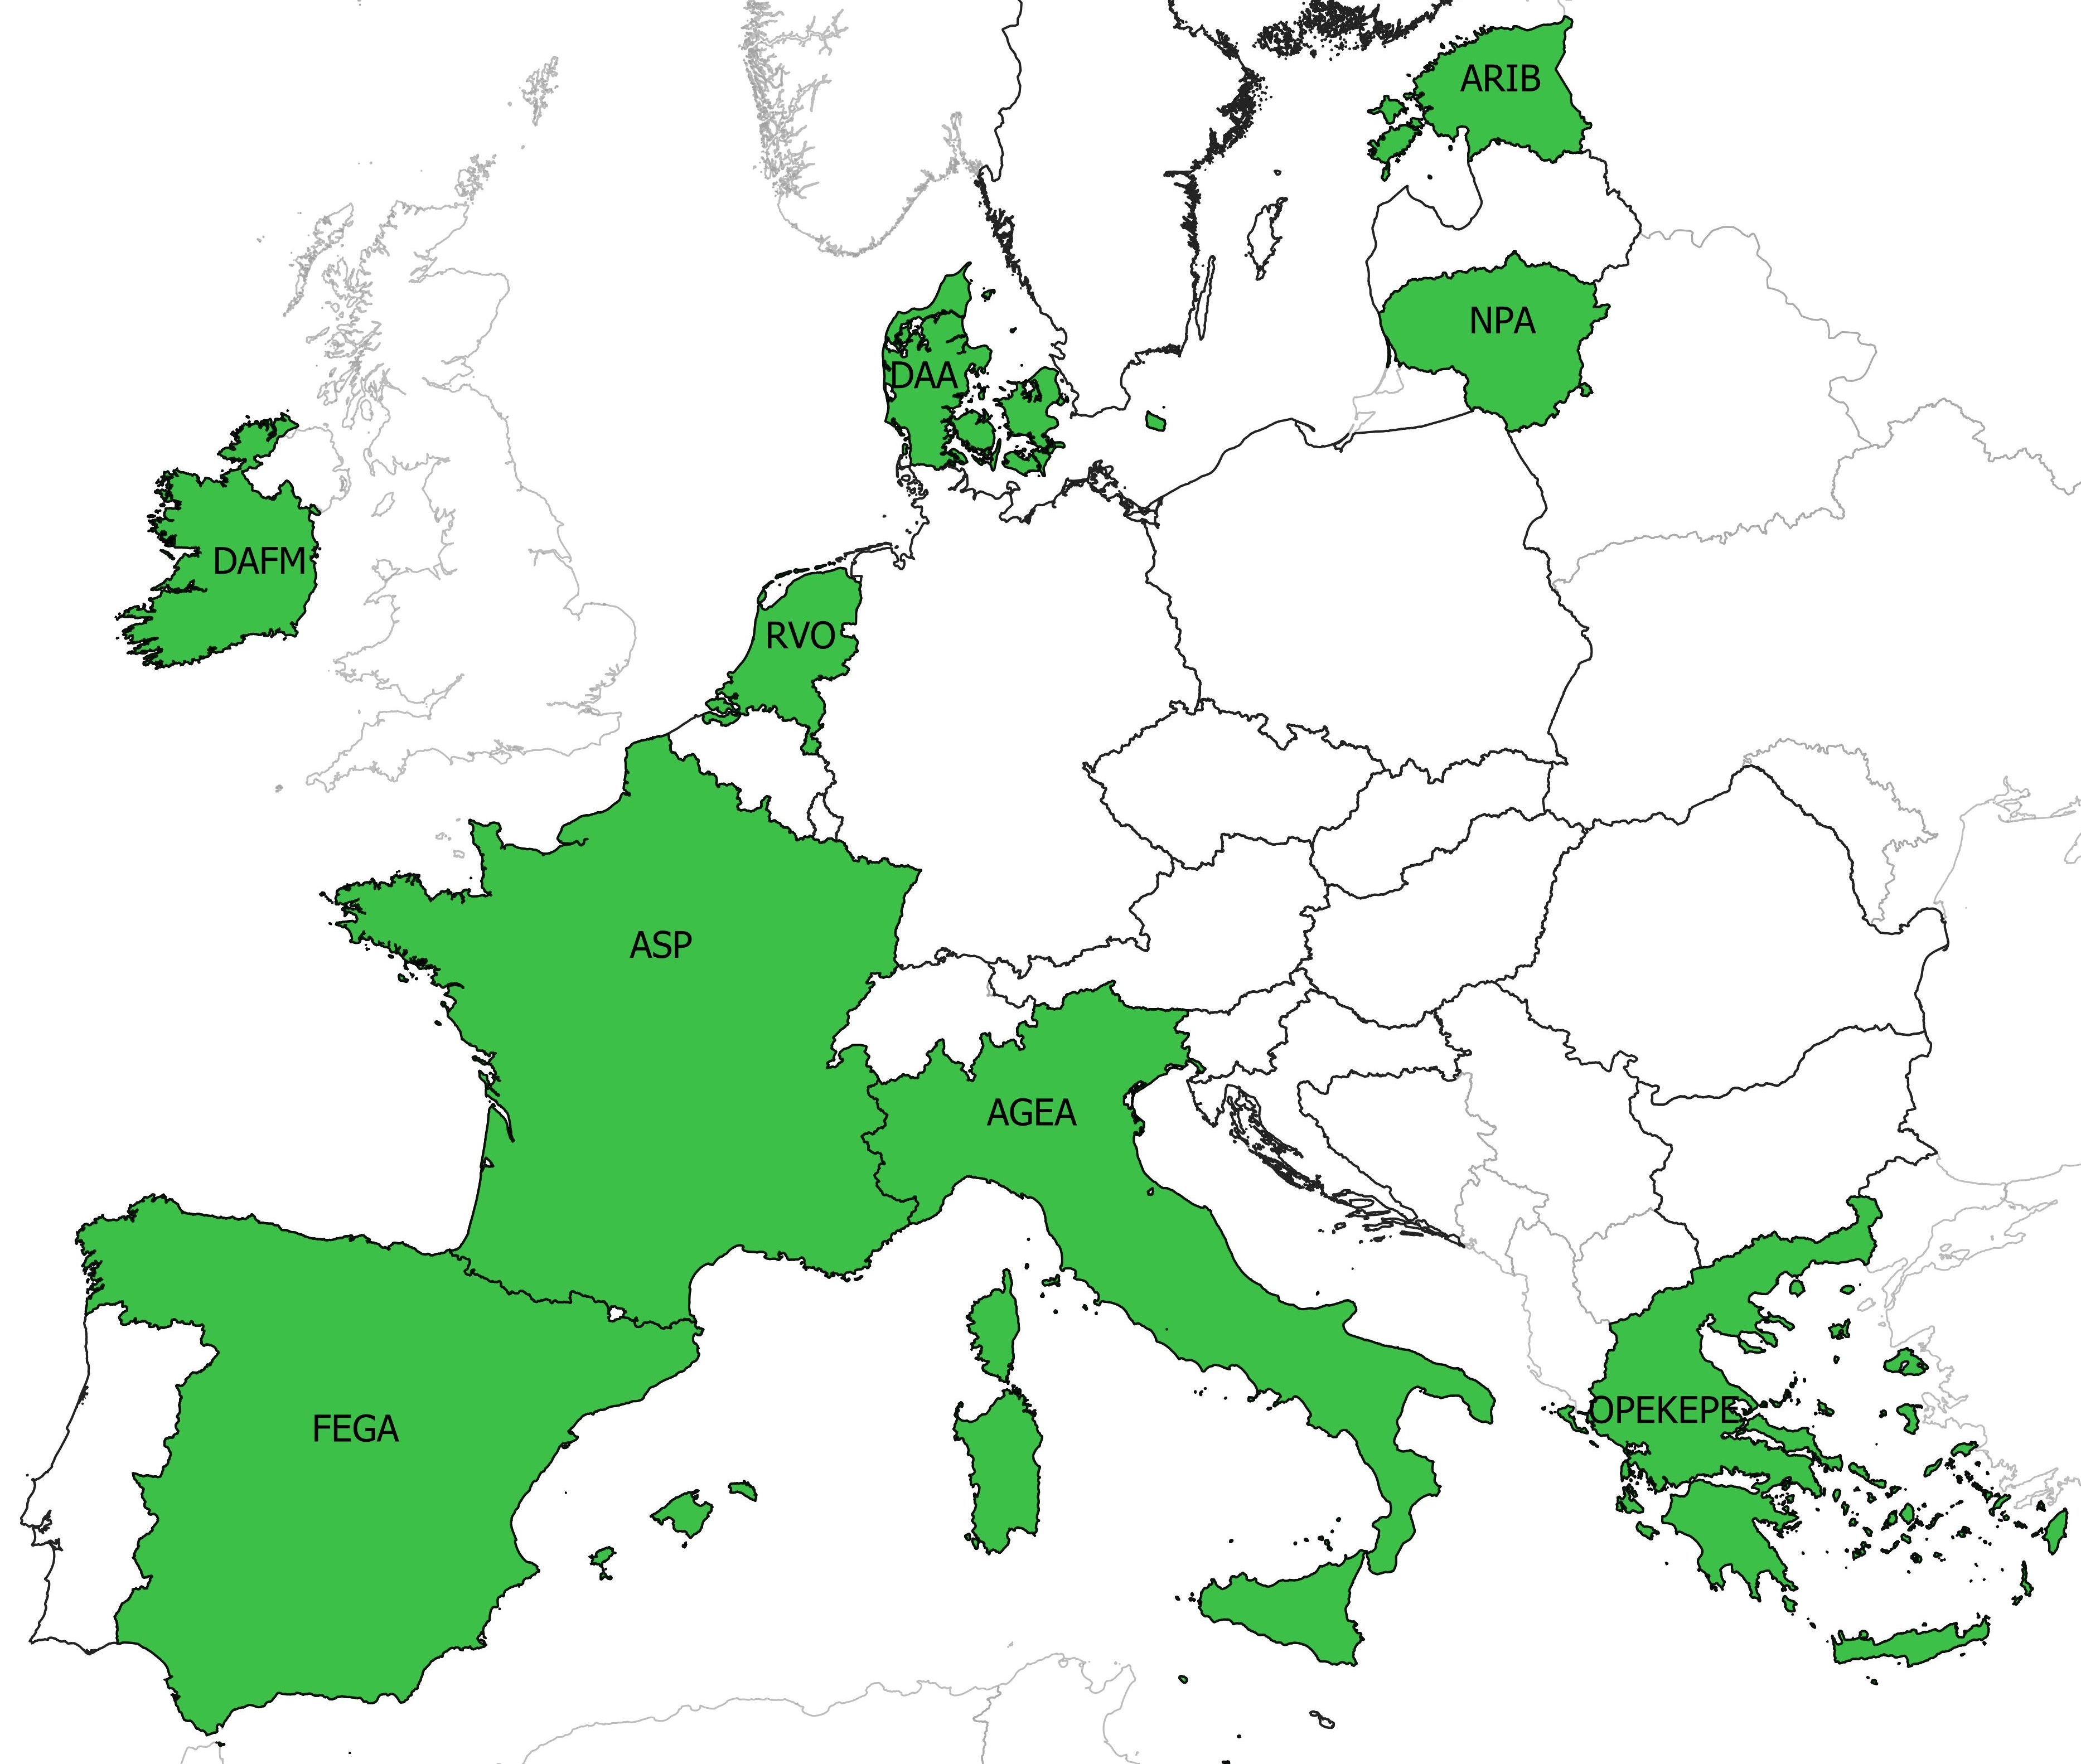 ARIB
NPA
DAA
DAFM
RVO
ASP
AGEA
OPEKEPE
FEGA